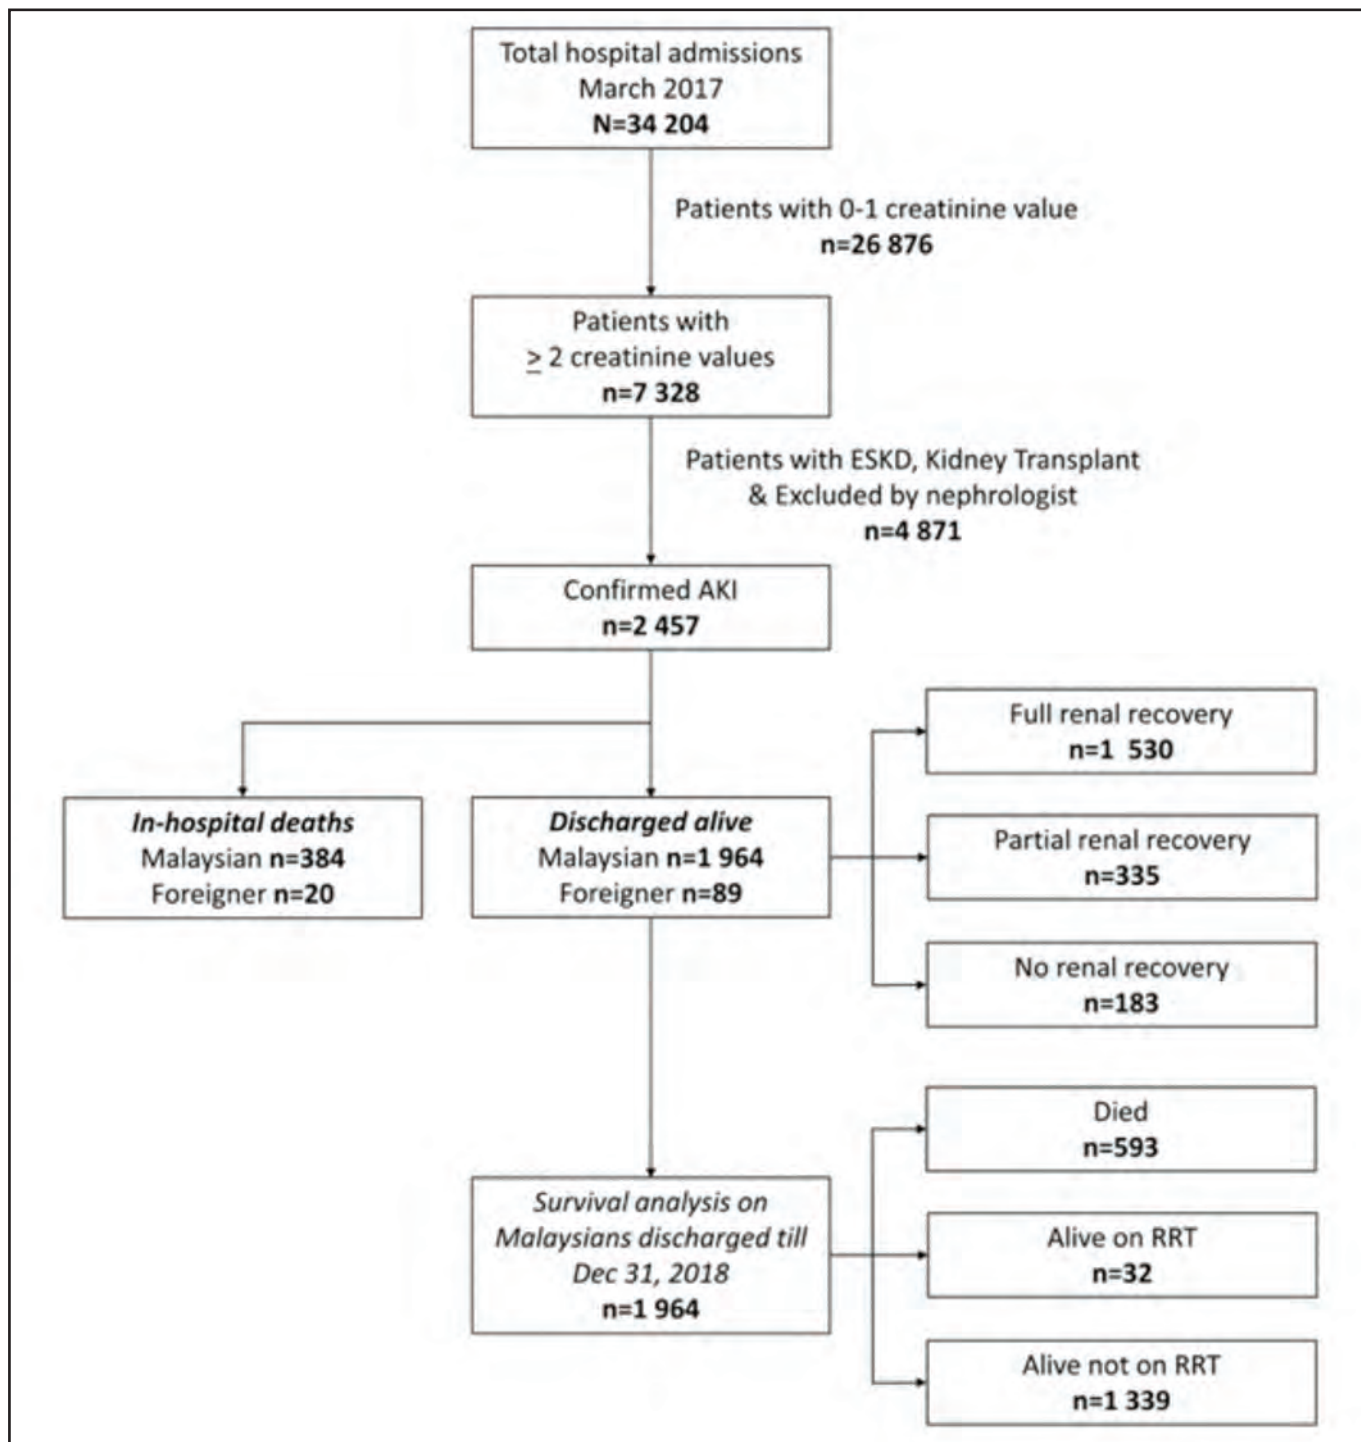 Total hospital admissions
March 2017
N=34 204
Patients with 0-1 creatinine value
n=26 876
Patients with
≥ 2 creatinine values
n=7 328
Patients with ESKD, Kidney Transplant
& Excluded by nephrologist
n=4 871
Confirmed AKI
n=2 457
In-hospital deaths
Malaysian n=384
Foreigner n=20
Discharged alive
Malaysian n=1 964
Foreigner n=89
Full renal recovery
n=1 530
Partial renal recovery
n=335
No renal recovery
n=183
Survival analysis on
Malaysians discharged till
Dec 31, 2018
n=1 964
Died
n=593
Alive on RRT
n=32
Alive not on RRT
n=1 339